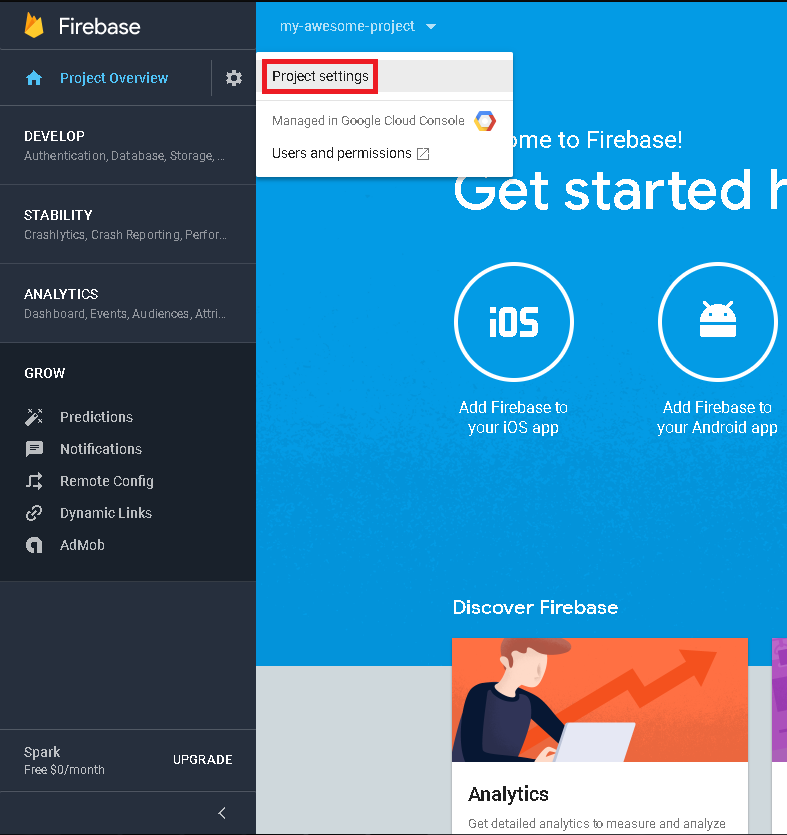 Firebase
my-awesome-project
Project Overview
Project settings
Managed in Google Cloud Console
Users and permissions
DEVELOP
Authentication, Database, Storage, ...
STABILITY
Crashlytics, Crash Reporting, Perfor...
ANALYTICS
Dashboard, Events, Audiences, Attri...
GROW
Predictions
Notifications
Remote Config
Dynamic Links
AdMob
Spark
Free $0/month
UPGRADE
ome to Firebase!
Get started h
iOS
Add Firebase to
your iOS app
Add Firebase to
your Android app
Discover Firebase
Analytics
Get detailed analytics to measure and analyze